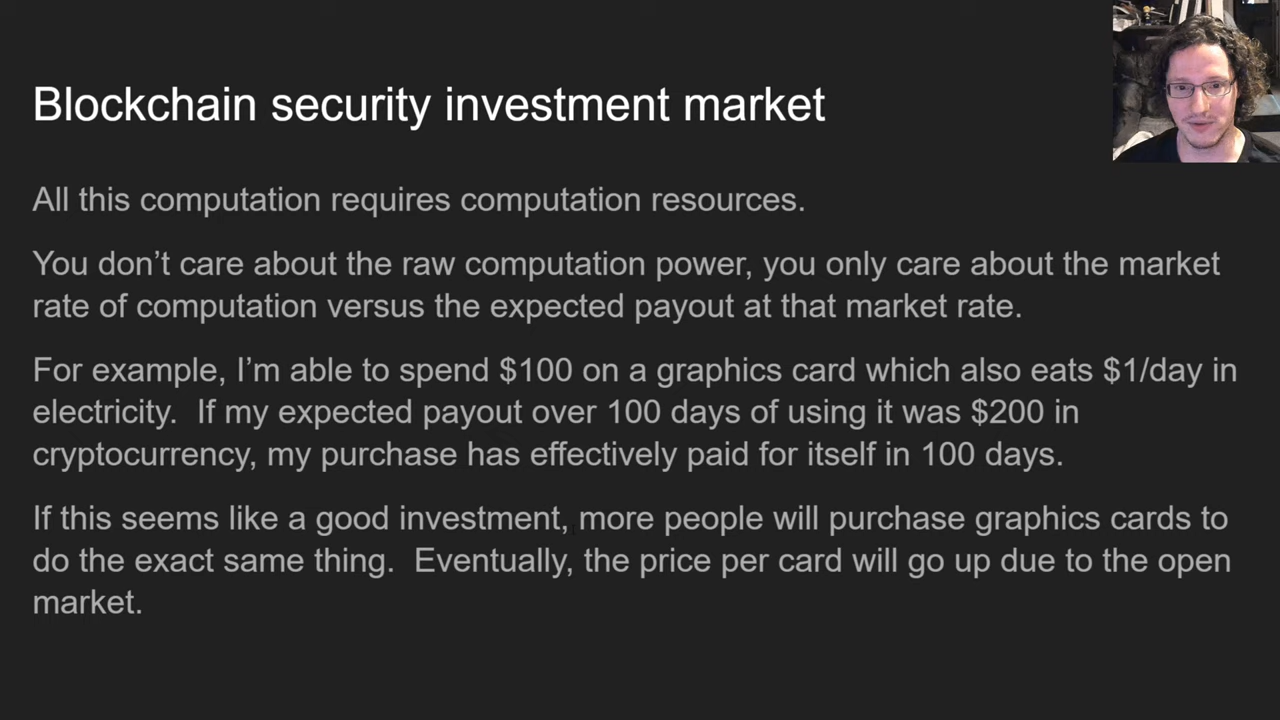 Blockchain security investment market
All this computation requires computation resources.
You don’t care about the raw computation power, you only care about the market
rate of computation versus the expected payout at that market rate.
For example, I’m able to spend $100 on a graphics card which also eats $1/day in
electricity.  If my expected payout over 100 days of using it was $200 in
cryptocurrency, my purchase has effectively paid for itself in 100 days.
If this seems like a good investment, more people will purchase graphics cards to
do the exact same thing.  Eventually, the price per card will go up due to the open
market.